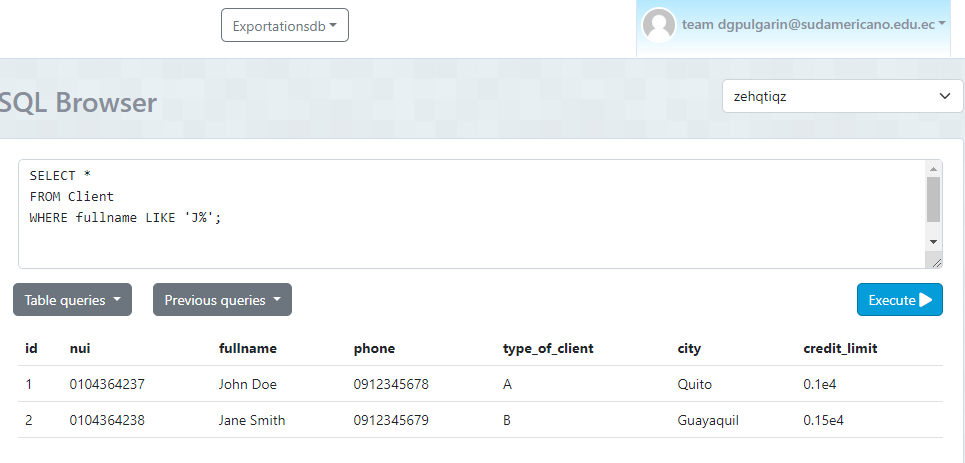 Exportationsdb
team dgpulgarin@sudamericano.edu.ec
SQL Browser
zehqtiqz
SELECT *
FROM Client
WHERE fullname LIKE 'J%';
Table queries
Previous queries
Execute
id nui fullname phone type_of_client city credit_limit
1 0104364237 John Doe 0912345678 A Quito 0.1e4
2 0104364238 Jane Smith 0912345679 B Guayaquil 0.15e4